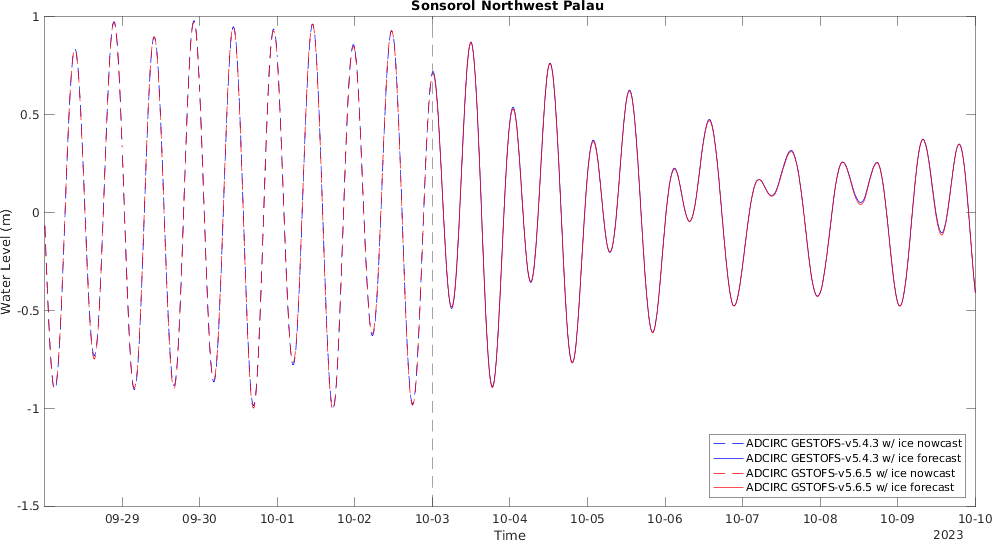 Sonsorol Northwest Palau
1
0.5
0
-0.5
-1
-1.5
Water Level (m)
ADCIRC GESTOFS-v5.4.3 w/ ice nowcast
ADCIRC GESTOFS-v5.4.3 w/ ice forecast
ADCIRC GSTOFS-v5.6.5 w/ ice nowcast
ADCIRC GSTOFS-v5.6.5 w/ ice forecast
09-29 09-30 10-01 10-02 10-03 10-04 10-05 10-06 10-07 10-08 10-09 10-10
Time
2023